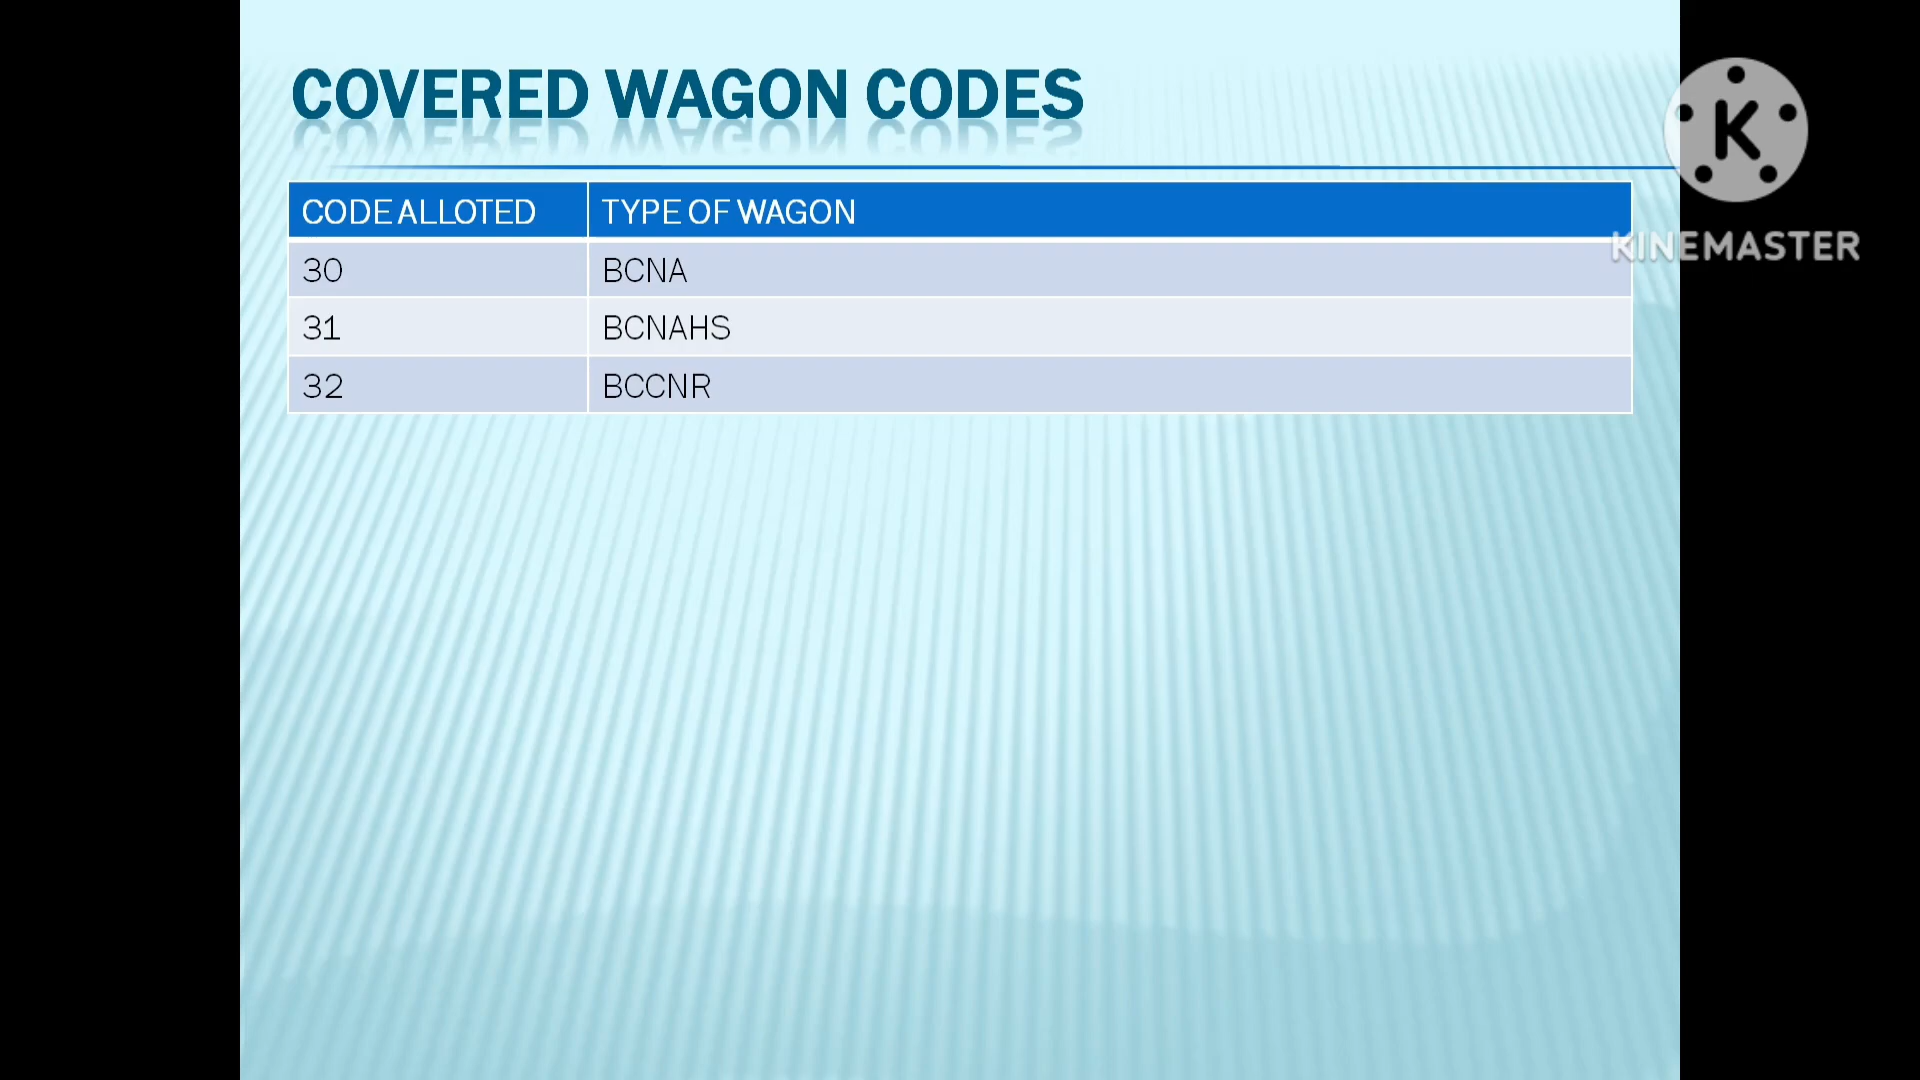 COVERED WAGON CODES
CODE ALLOTED TYPE OF WAGON
30 BCNA
31 BCNAHS
32 BCCNR
K
KINEMASTER